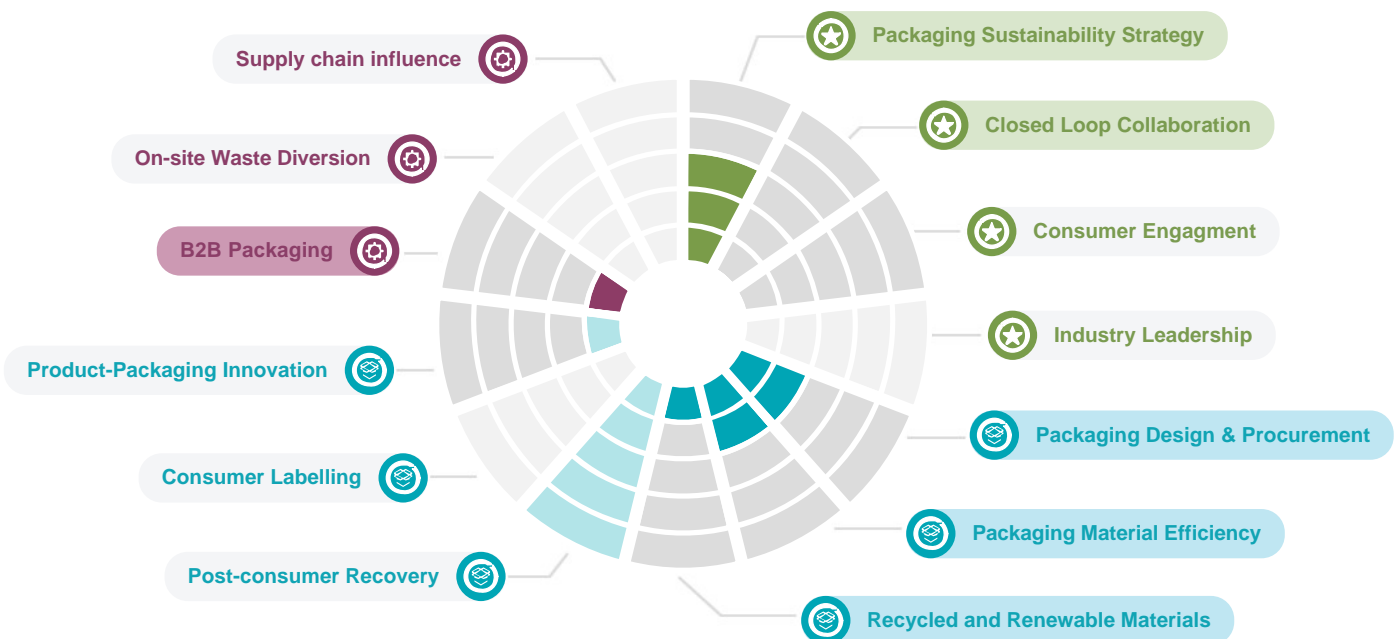 Packaging Sustainability Strategy
Supply chain influence
Closed Loop Collaboration
On-site Waste Diversion
Consumer Engagment
B2B Packaging
Industry Leadership
Product-Packaging Innovation
Packaging Design & Procurement
Consumer Labelling
Packaging Material Efficiency
Post-consumer Recovery
Recycled and Renewable Materials